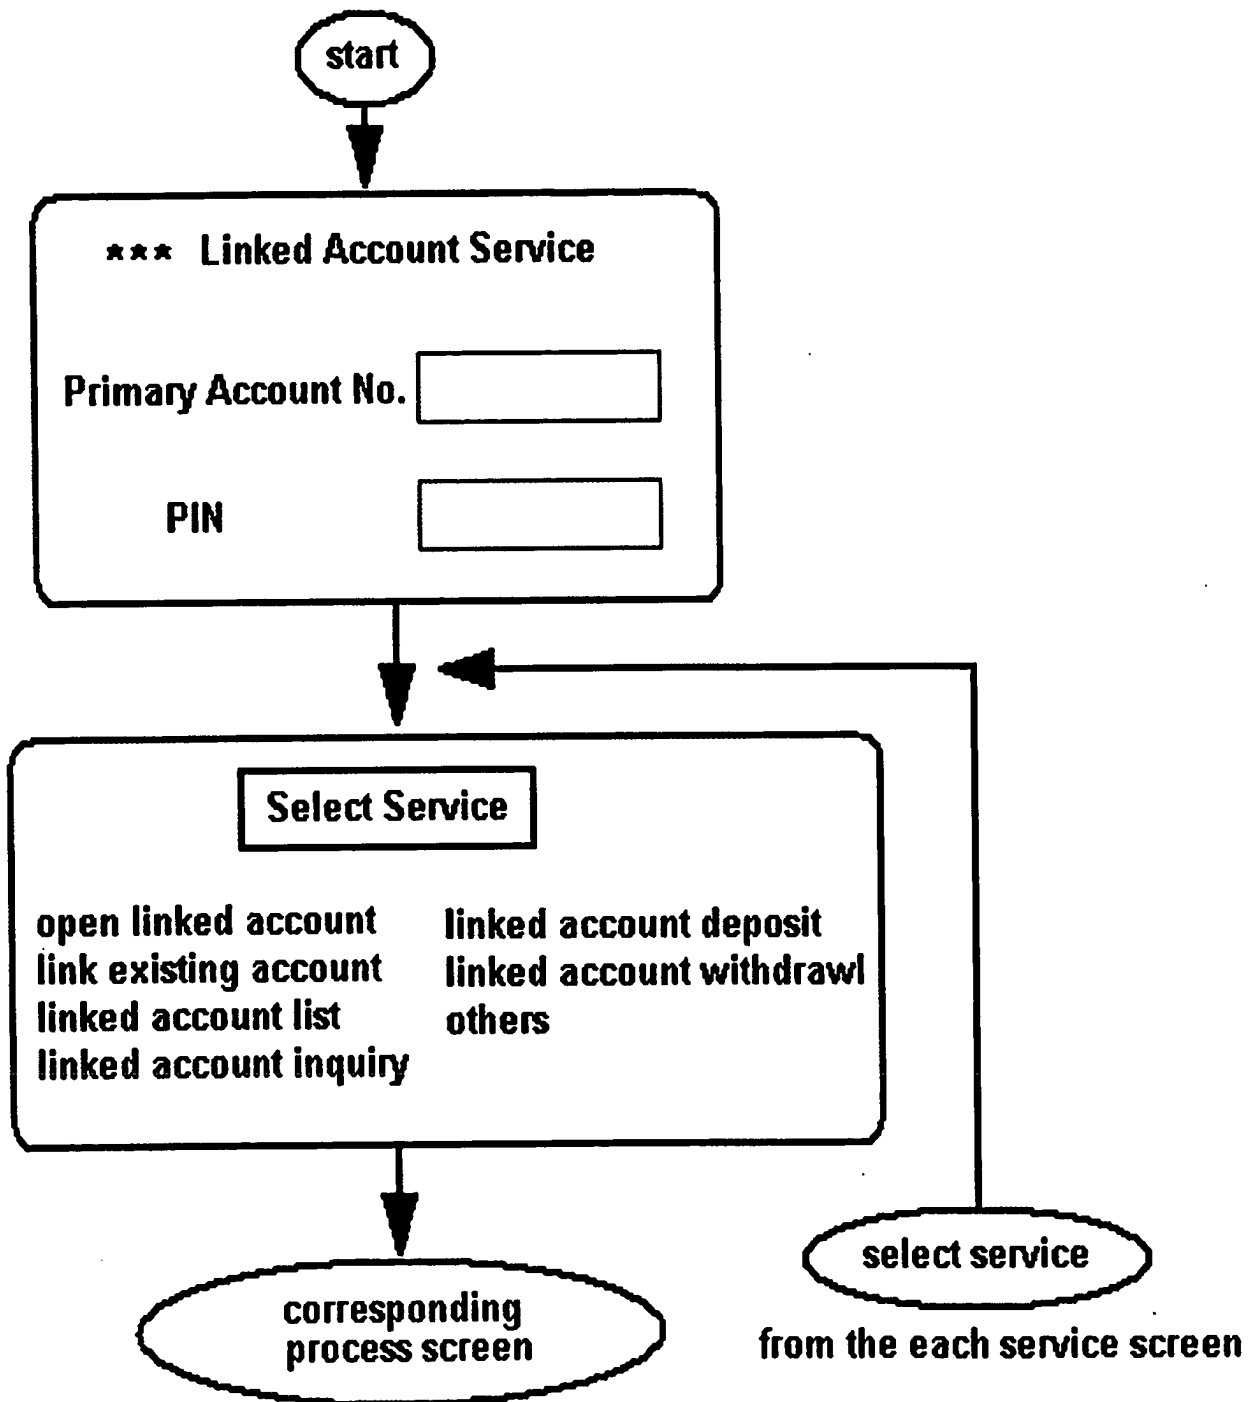 start
*** Linked Account Service
Primary Account No.
PIN
Select Service
open linked account
link existing account
linked account list
linked account inquiry
linked account deposit
linked account withdrawl
others
corresponding
process screen
select service
from the each service screen